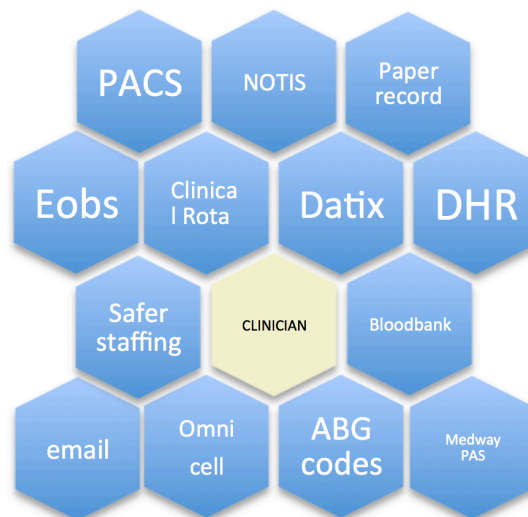 PACS
NOTIS
Paper
record
Eobs
Clinica
l Rota
Datix
DHR
Safer
staffing
CLINICIAN
Bloodbank
email
Omni
cell
ABG
codes
Medway
PAS